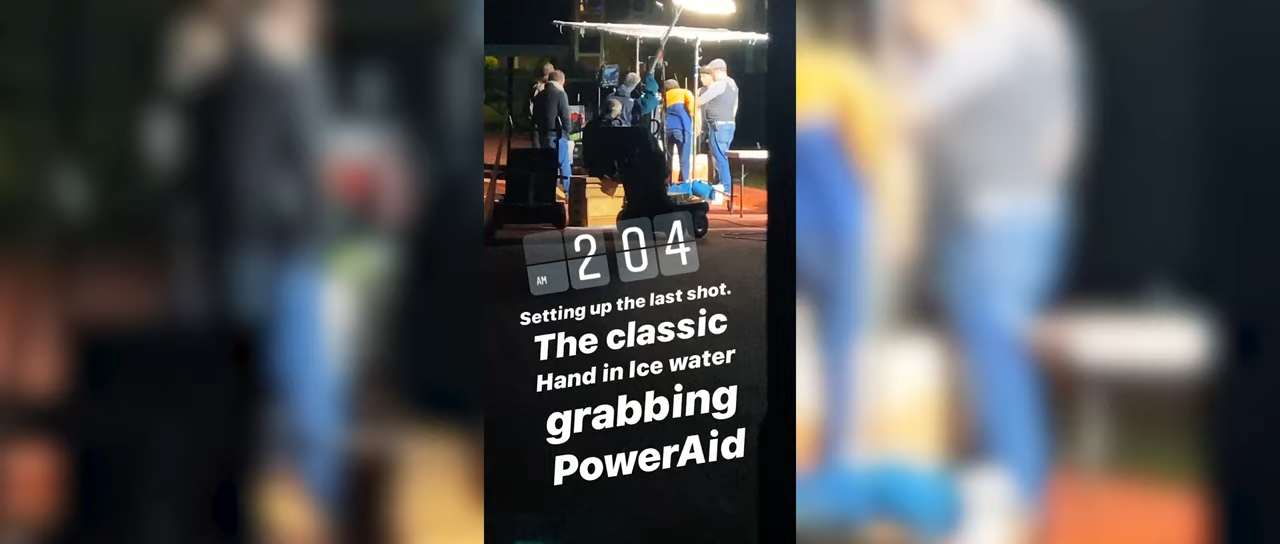 AM 2 04
Setting up the last shot.
The classic
Hand in Ice water
grabbing
PowerAid